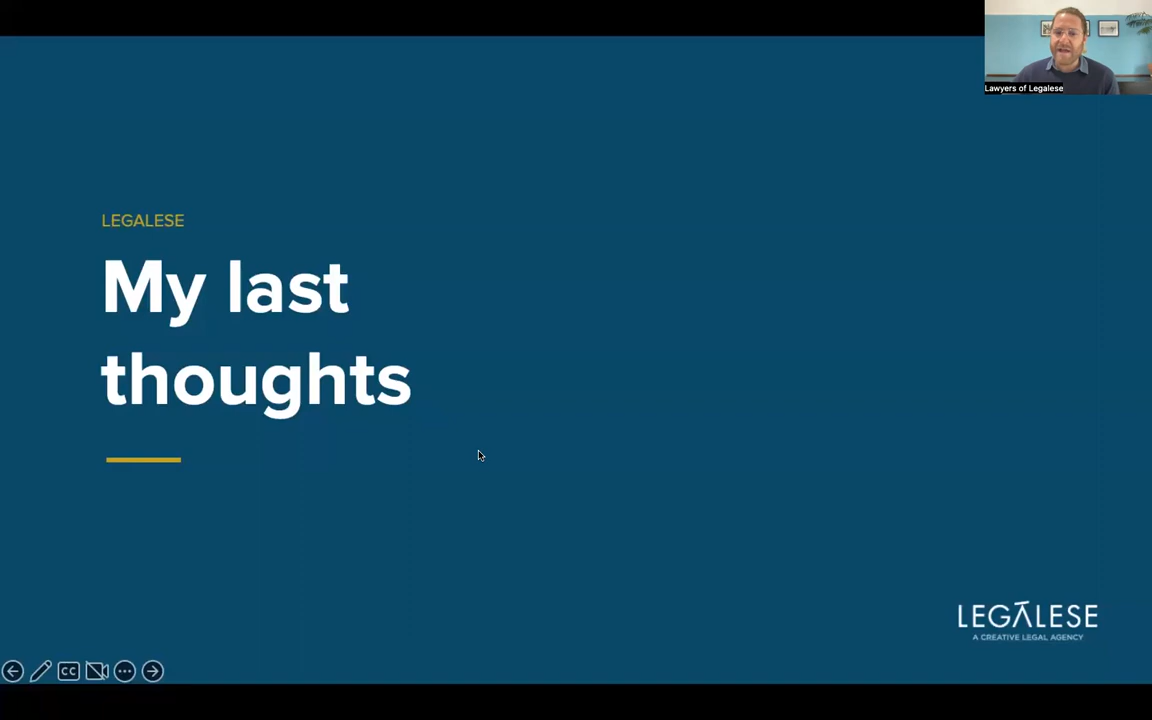 Lawyers of Legalese
LEGALESE
My last
thoughts
LEGALESE
A CREATIVE LEGAL AGENCY
CC